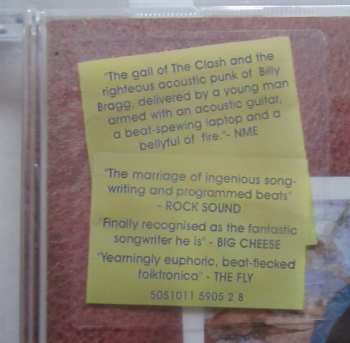 "The gall of The Clash and the
righteous acoustic punk of Billy
Bragg, delivered by a young man
armed with an acoustic guitar,
a beat-spewing laptop and a
bellyful of fire."- NME
"The marriage of ingenious song-
writing and programmed beats"
- ROCK SOUND
"Finally recognised as the fantastic
songwriter he is" - BIG CHEESE
"Yearningly euphoric, beat-flecked
folktronica" - THE FLY
5051011 5905 2 8